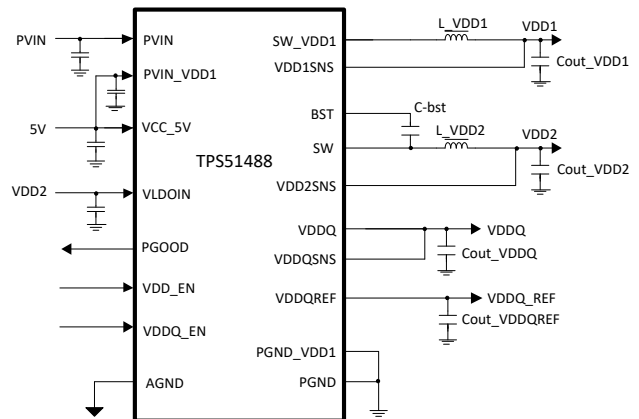 PVIN
PVIN
PVIN_VDD1
5V
VCC_5V
VDD2
VLDOIN
PGOOD
VDD_EN
VDDQ_EN
AGND
TPS51488
SW_VDD1
L_VDD1
VDD1
VDD1SNS
Cout_VDD1
BST
C-bst
SW
L_VDD2
VDD2
VDD2SNS
Cout_VDD2
VDDQ
VDDQ
VDDQSNS
Cout_VDDQ
VDDQREF
VDDQ_REF
Cout_VDDQREF
PGND_VDD1
PGND